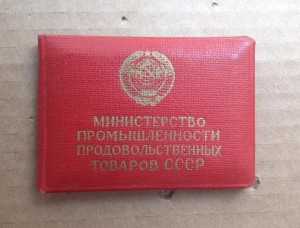 МИНИСТЕРСТВО
ПРОМЫШЛЕННОСТИ
ПРОДОВОЛЬСТВЕННЫХ
ТОВАРОВ СССР